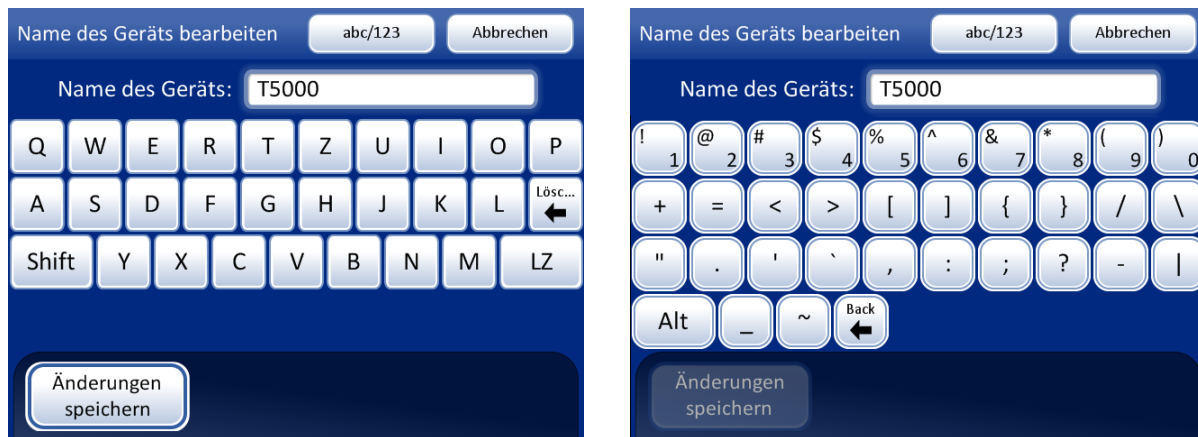 Name des Geräts bearbeiten abc/123 Abbrechen
Name des Geräts: T5000
Q W E R T Z U I O P
A S D F G H J K L Lösc...
Shift Y X C V B N M LZ
Änderungen
speichern
Name des Geräts bearbeiten abc/123 Abbrechen
Name des Geräts: T5000
! 1 @ 2 # 3 $ 4 % 5 ^ 6 & 7 * 8 ( 9 ) 0
+ = < > [ ] { } / \
" . ' ` , : ; ? - |
Alt _ ~ Back
Änderungen
speichern